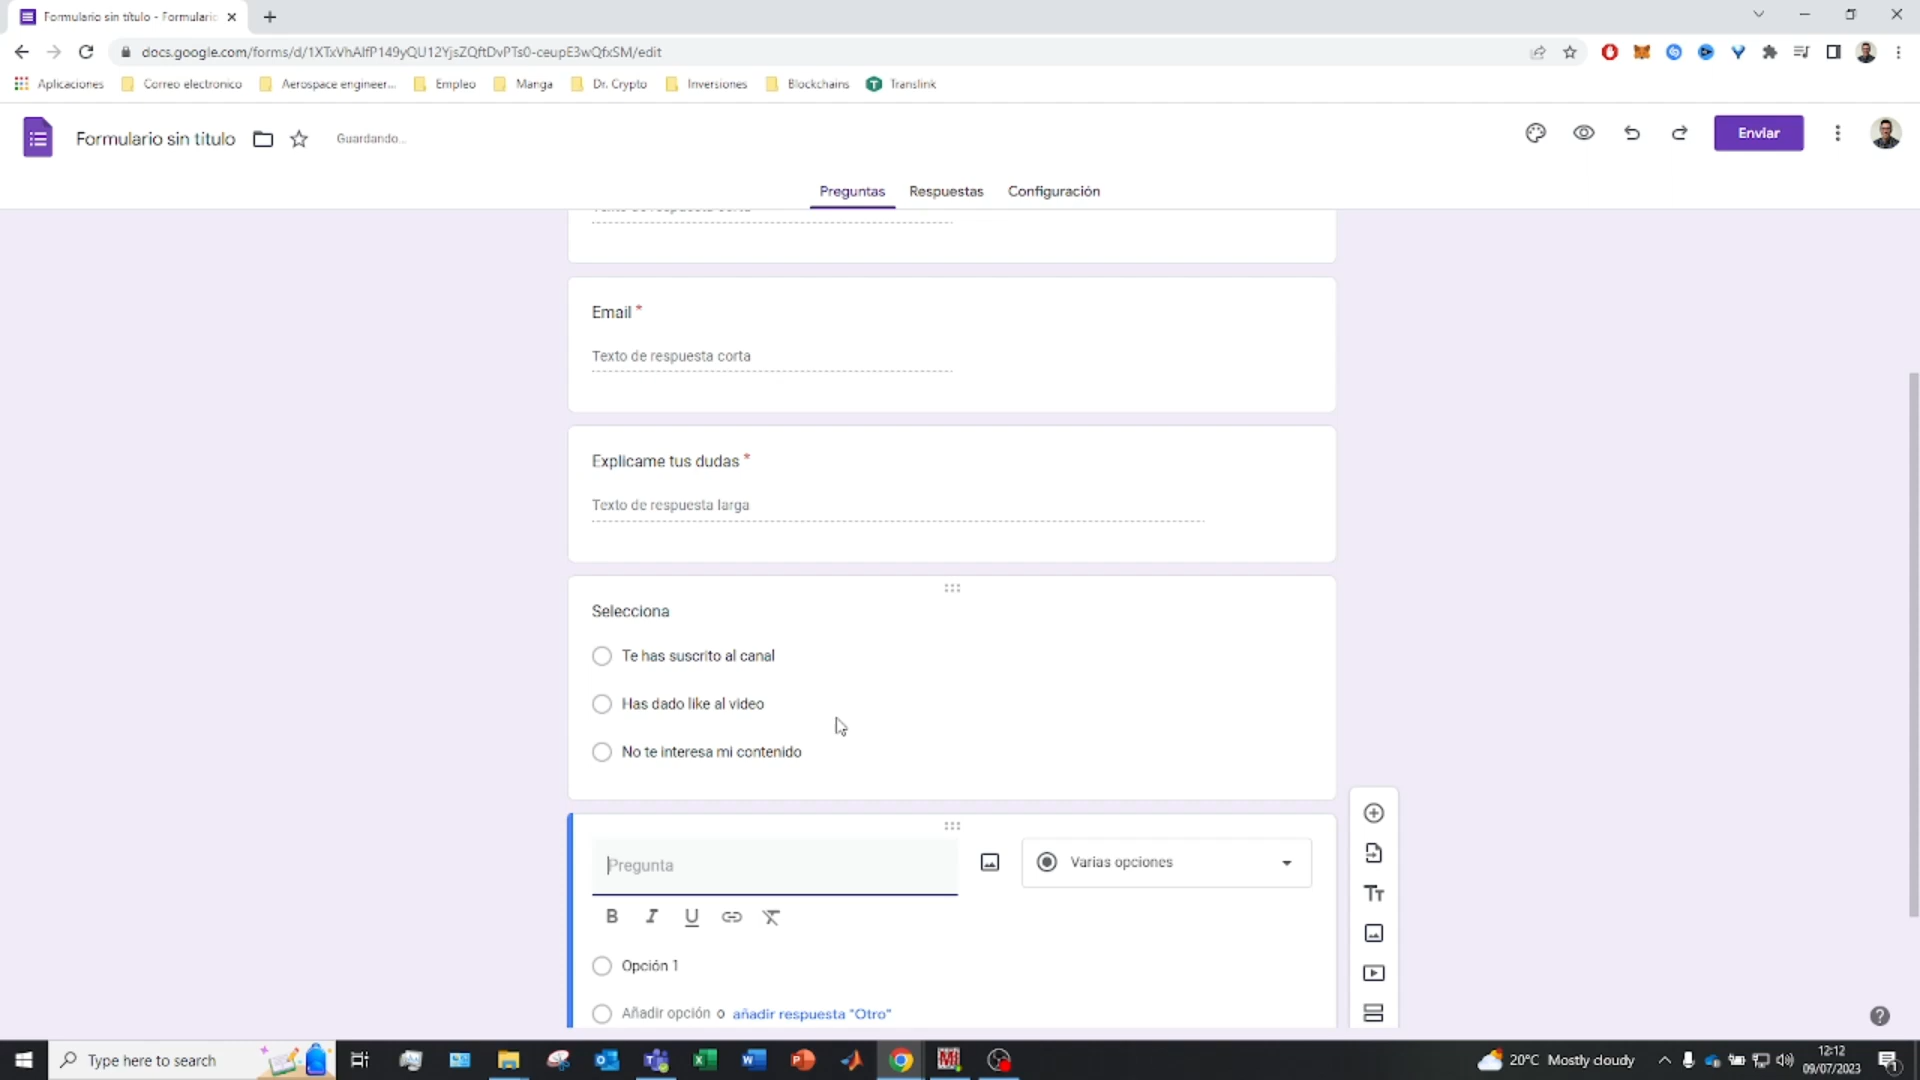 Formulario sin título - Formulario
docs.google.com/forms/d/1XTxVhAlfP149yQU12YjsZQftDvPTs0-ceupE3wQfxSM/edit
Aplicaciones
Correo electronico
Aerospace engineer...
Empleo
Manga
Dr. Crypto
Inversiones
Blockchains
Translink
Formulario sin título
Guardando...
Enviar
Preguntas
Respuestas
Configuración
Texto de respuesta corta
Email *
Texto de respuesta corta
Explicame tus dudas *
Texto de respuesta larga
Selecciona
Te has suscrito al canal
Has dado like al video
No te interesa mi contenido
Pregunta
Varias opciones
B I U
Opción 1
Añadir opción o añadir respuesta "Otro"
Type here to search
20°C Mostly cloudy
12:12
09/07/2023